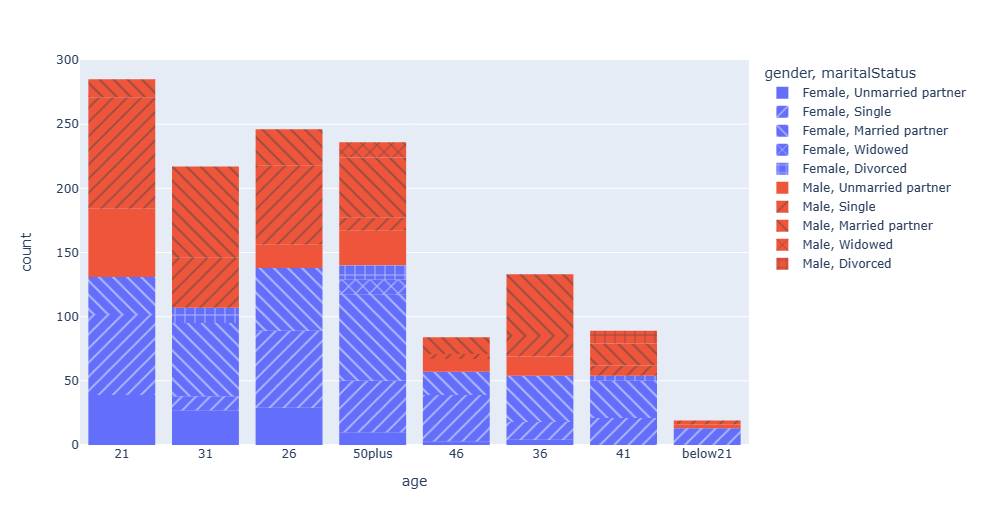 300
250
200
150
100
50
0
count
21 31 26 50plus 46 36 41 below21
age
gender, maritalStatus
Female, Unmarried partner
Female, Single
Female, Married partner
Female, Widowed
Female, Divorced
Male, Unmarried partner
Male, Single
Male, Married partner
Male, Widowed
Male, Divorced